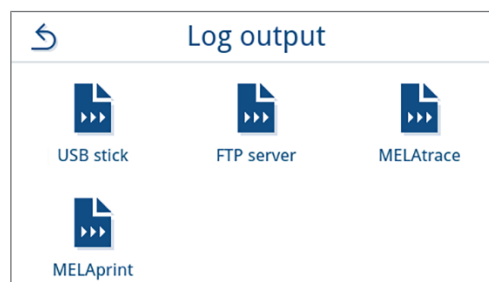 Log output
USB stick
FTP server
MELAtrace
MELAprint